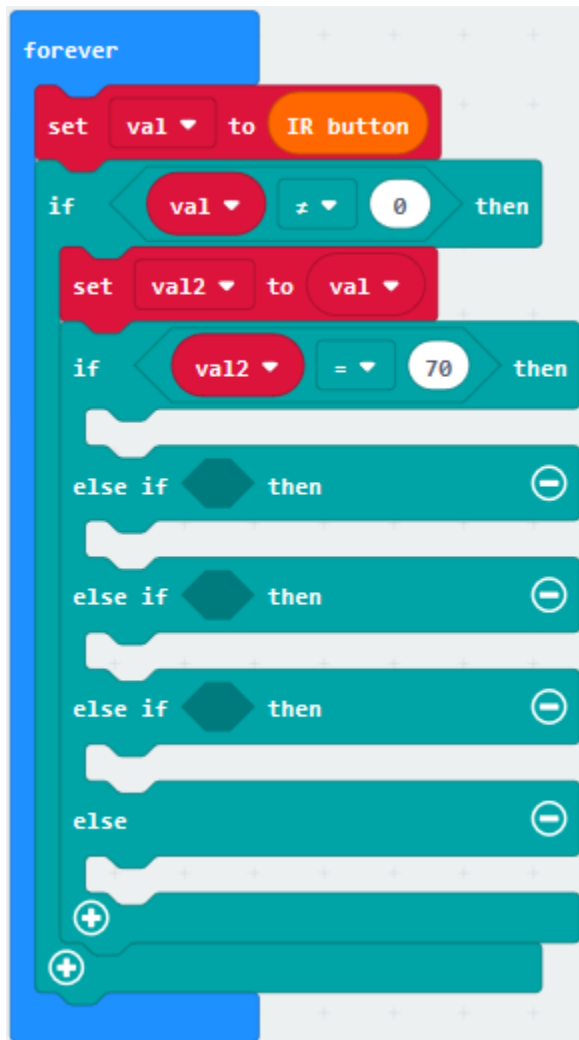 forever
set val to IR button
if val ≠ 0 then
set val2 to val
if val2 = 70 then
else if then
else if then
else if then
else